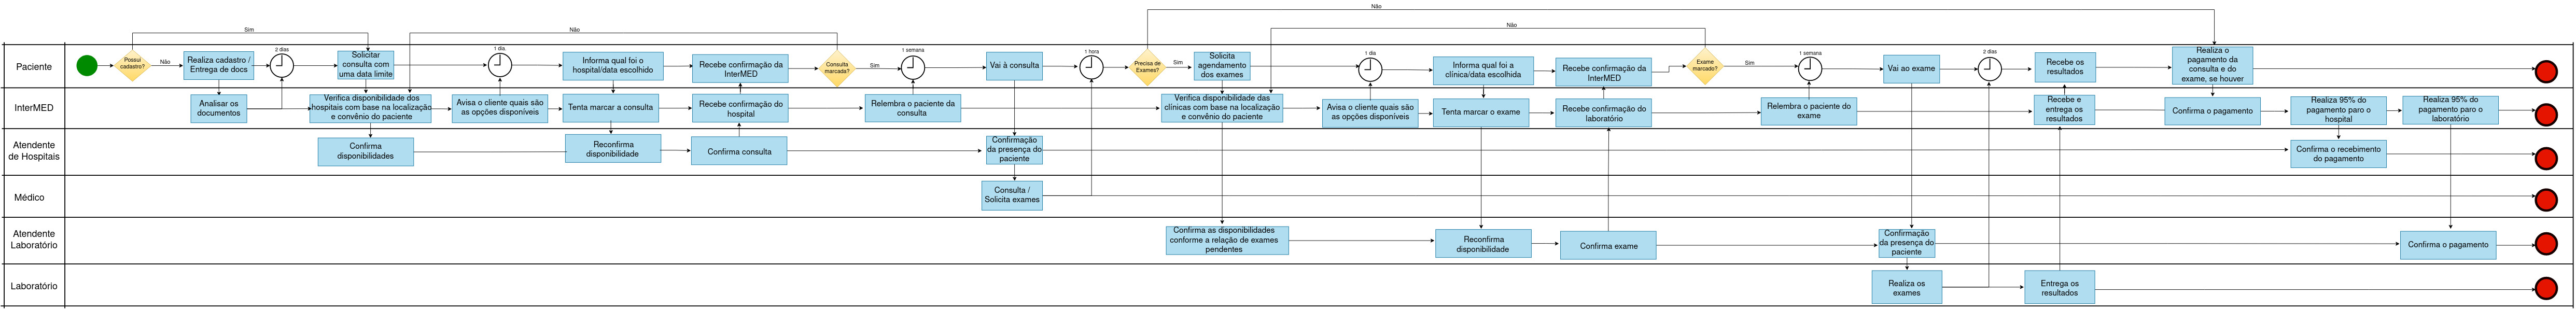 Não
Sim
Não
Não
Paciente
Possui
cadastro?
Não
Realiza cadastro /
Entrega de docs
2 dias
Solicitar
consulta com
uma data limite
1 dia
Informa qual foi o
hospital/data escolhido
Recebe confirmação da
InterMED
Consulta
marcada?
Sim
1 semana
Vai à consulta
1 hora
Precisa de
Exames?
Sim
Solicita
agendamento
dos exames
1 dia
Informa qual foi a
clínica/data escolhida
Recebe confirmação da
InterMED
Exame
marcado?
Sim
1 semana
Vai ao exame
2 dias
Recebe os
resultados
Realiza o
pagamento da
consulta e do
exame, se houver
InterMED
Analisar os
documentos
Verifica disponibilidade dos
hospitais com base na localização
e convênio do paciente
Avisa o cliente quais são
as opções disponíveis
Tenta marcar a consulta
Recebe confirmação do
hospital
Relembra o paciente da
consulta
Verifica disponibilidade das
clínicas com base na localização
e convênio do paciente
Avisa o cliente quais são
as opções disponíveis
Tenta marcar o exame
Recebe confirmação do
laboratório
Relembra o paciente do
exame
Recebe e
entrega os
resultados
Confirma o pagamento
Realiza 95% do
pagamento paro o
hospital
Realiza 95% do
pagamento paro o
laboratório
Atendente
de Hospitais
Confirma
disponibilidades
Reconfirma
disponibilidade
Confirma consulta
Confirmação
da presença do
paciente
Confirma o recebimento
do pagamento
Médico
Consulta /
Solicita exames
Atendente
Laboratório
Confirma as disponibilidades
conforme a relação de exames
pendentes
Reconfirma
disponibilidade
Confirma exame
Confirmação
da presença do
paciente
Confirma o pagamento
Laboratório
Realiza os
exames
Entrega os
resultados